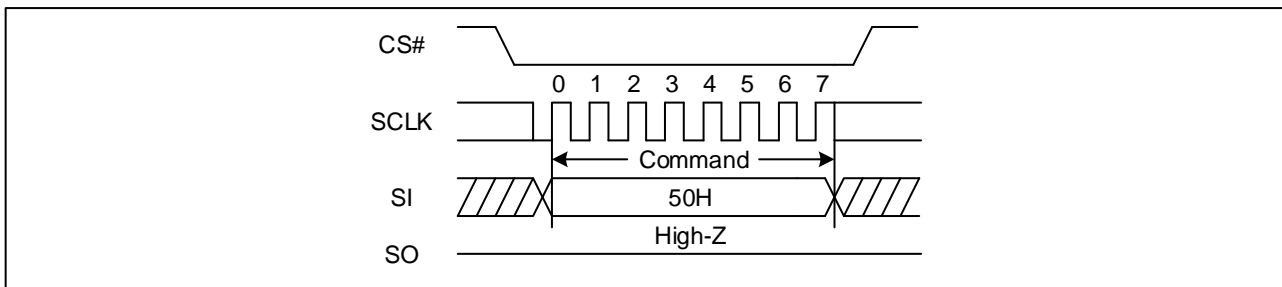 CS#
0 1 2 3 4 5 6 7
SCLK
Command
SI
50H
High-Z
SO